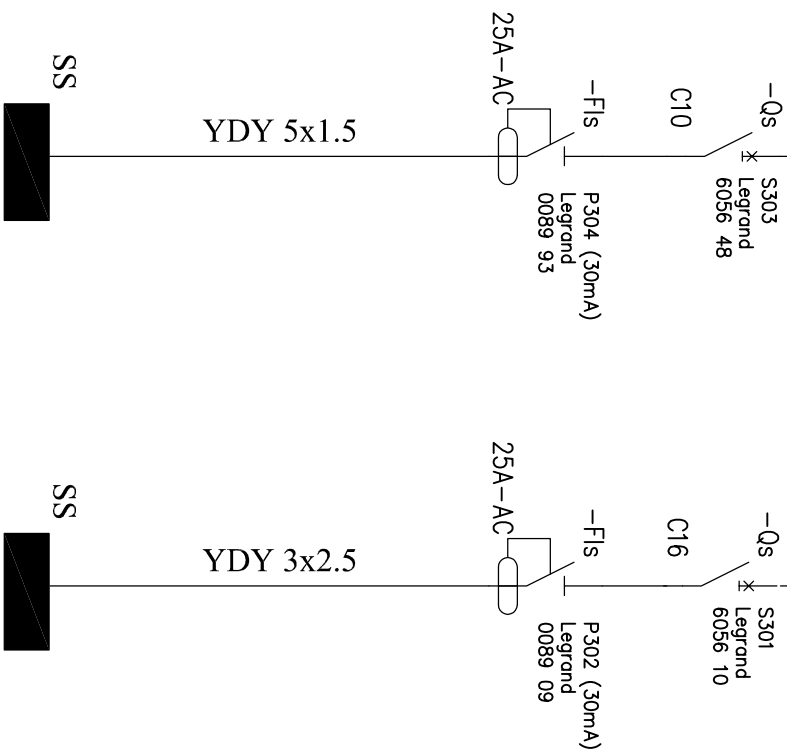 -Qs
S303
Legrand
6056 48
C10
-FIs
P304 (30mA)
Legrand
0089 93
25A-AC
YDY 5x1.5
SS
-Qs
S301
Legrand
6056 10
C16
-FIs
P302 (30mA)
Legrand
0089 09
25A-AC
YDY 3x2.5
SS